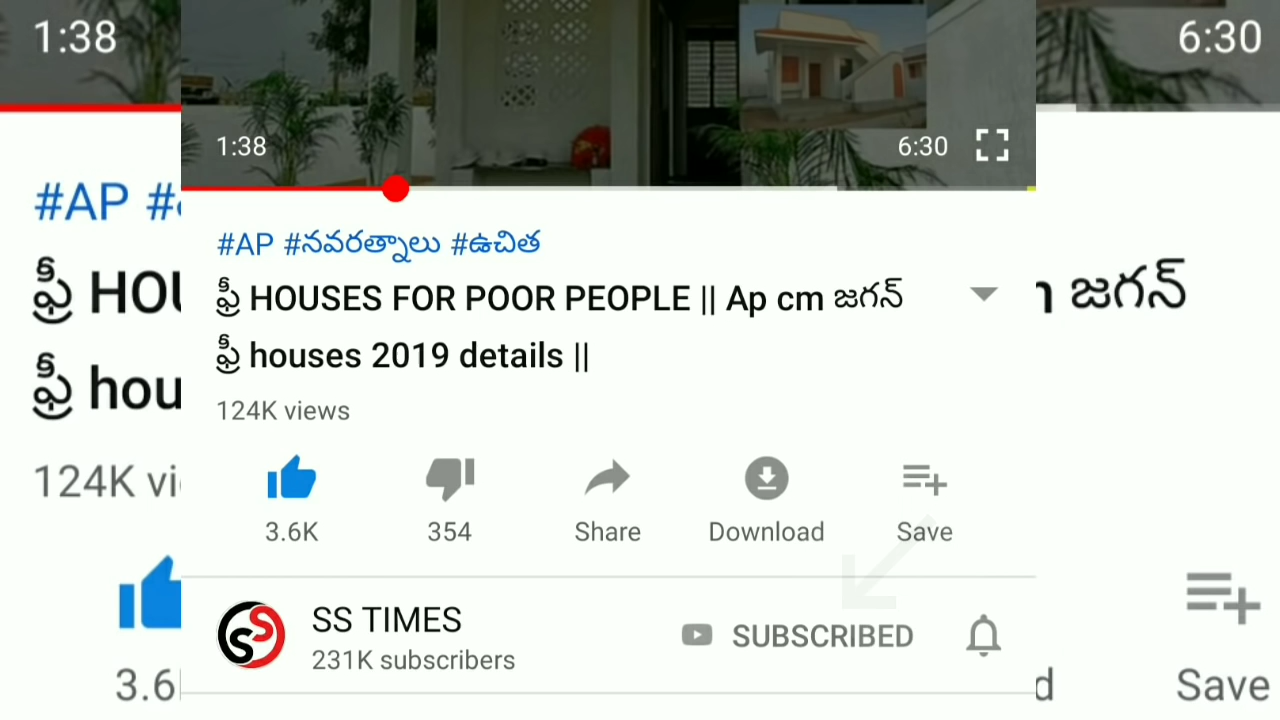 1:38
6:30
1:38
6:30
#AP #నవరత్నాలు #ఉచిత
ఫ్రీ HOUSES FOR POOR PEOPLE || Ap cm జగన్
ఫ్రీ houses 2019 details ||
124K views
3.6K
354
Share
Download
Save
SS TIMES
231K subscribers
SUBSCRIBED
#AP #
ఫ్రీ HOU
జగన్
ఫ్రీ hou
124K vi
3.6
d
Save